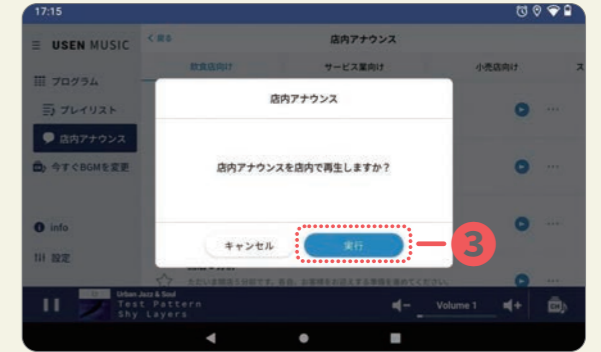 17:15
USEN MUSIC
戻る
店内アナウンス
飲食店向け
サービス業向け
小売店向け
ス
プログラム
プレイリスト
店内アナウンス
今すぐBGMを変更
info
設定
店内アナウンス
店内アナウンスを店内で再生しますか？
キャンセル
実行
3
Urban Jazz & Soul
Test Pattern
Shy Layers
Volume 1
CH